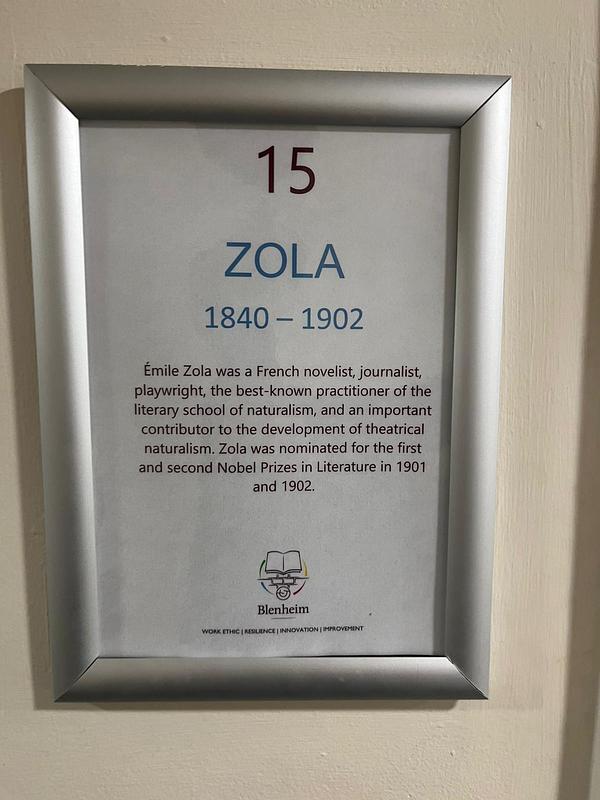 15
ZOLA
1840 – 1902
Émile Zola was a French novelist, journalist,
playwright, the best-known practitioner of the
literary school of naturalism, and an important
contributor to the development of theatrical
naturalism. Zola was nominated for the first
and second Nobel Prizes in Literature in 1901
and 1902.
Blenheim
WORK ETHIC | RESILIENCE | INNOVATION | IMPROVEMENT